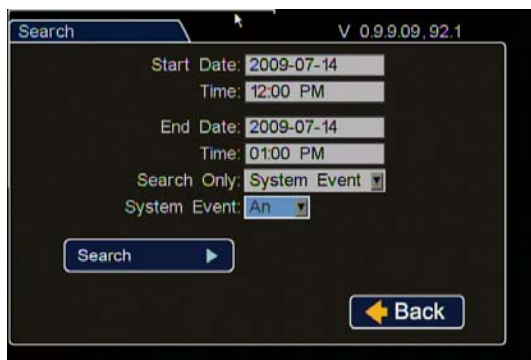 Search
V 0.9.9.09, 92.1
Start Date: 2009-07-14
Time: 12:00 PM
End Date: 2009-07-14
Time: 01:00 PM
Search Only: System Event
System Event: An
Search
Back